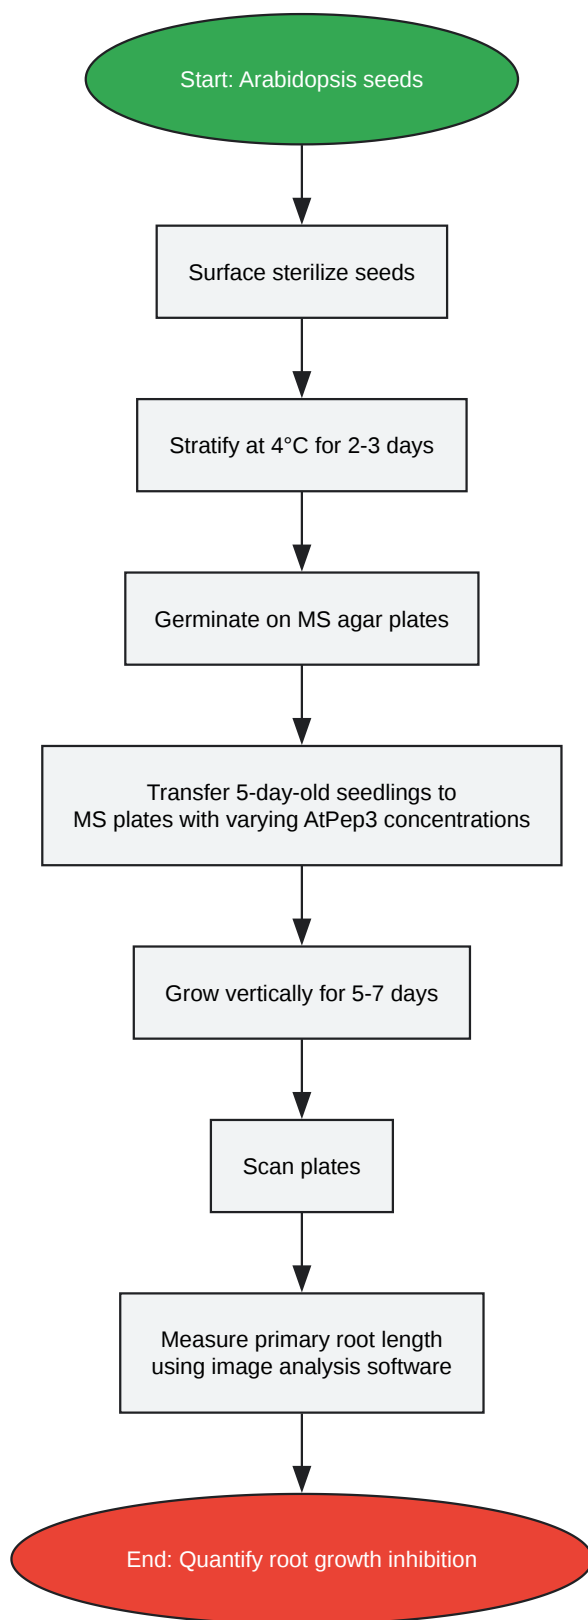 Start: Arabidopsis seeds
Surface sterilize seeds
Stratify at 4°C for 2-3 days
Germinate on MS agar plates
Transfer 5-day-old seedlings to
MS plates with varying AtPep3 concentrations
Grow vertically for 5-7 days
Scan plates
Measure primary root length
using image analysis software
End: Quantify root growth inhibition